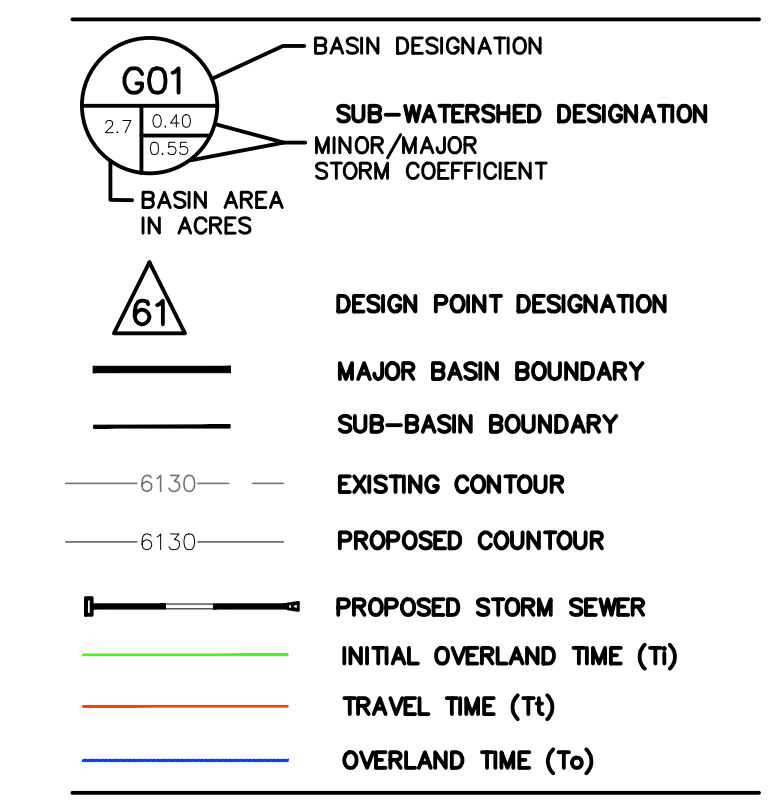 BASIN DESIGNATION
G01
2.7
0.40
0.55
SUB-WATERSHED DESIGNATION
MINOR/MAJOR
STORM COEFFICIENT
BASIN AREA
IN ACRES
61
DESIGN POINT DESIGNATION
MAJOR BASIN BOUNDARY
SUB-BASIN BOUNDARY
6130
EXISTING CONTOUR
6130
PROPOSED COUNTOUR
PROPOSED STORM SEWER
INITIAL OVERLAND TIME (Ti)
TRAVEL TIME (Tt)
OVERLAND TIME (To)